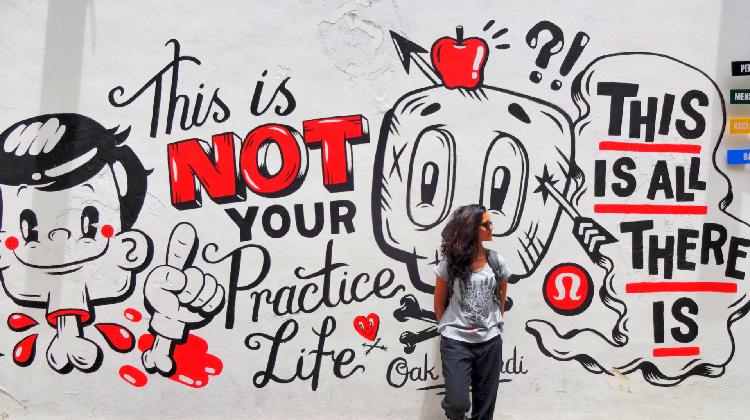 This is
NOT
YOUR
Practice
Life
?!
THIS
IS ALL
THERE
IS
Oak